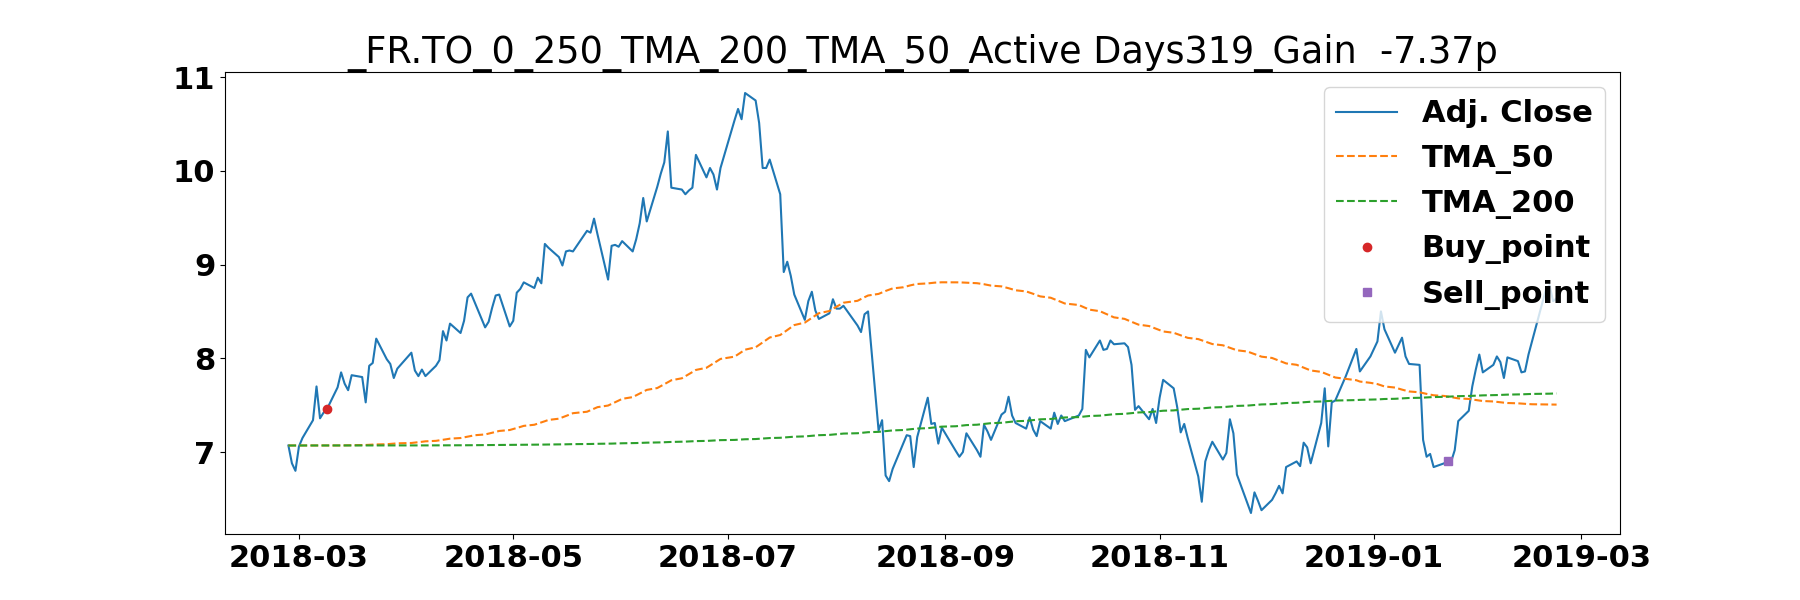 _FR.TO_0_250_TMA_200_TMA_50_Active Days319_Gain  -7.37p
11
10
9
8
7
Adj. Close
TMA_50
TMA_200
Buy_point
Sell_point
2018-03
2018-05
2018-07
2018-09
2018-11
2019-01
2019-03